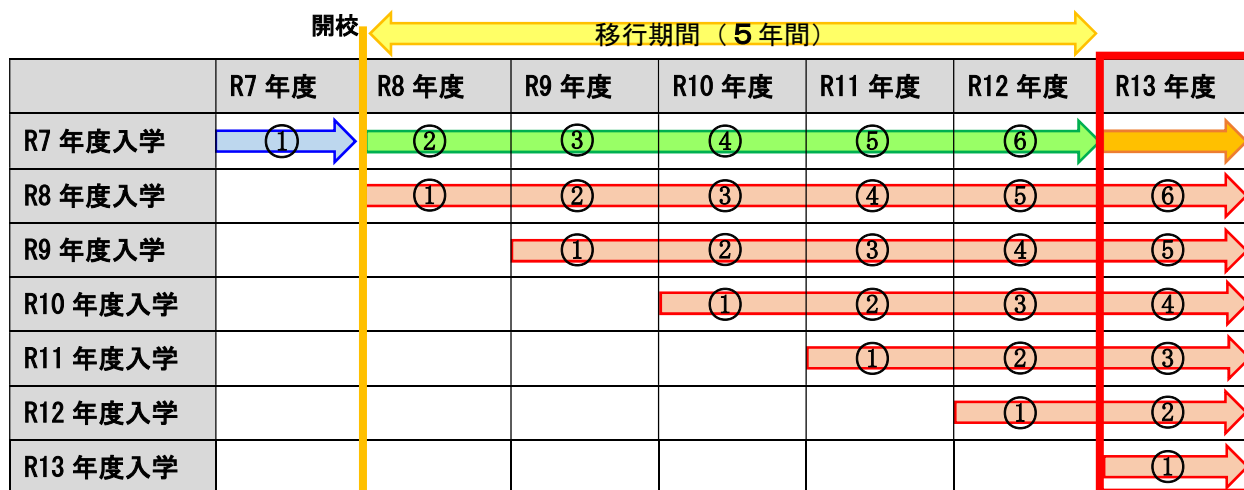 開校
移行期間（５年間）
R7 年度 R8 年度 R9 年度 R10 年度 R11 年度 R12 年度 R13 年度
R7 年度入学 ① ② ③ ④ ⑤ ⑥
R8 年度入学 ① ② ③ ④ ⑤ ⑥
R9 年度入学 ① ② ③ ④ ⑤
R10 年度入学 ① ② ③ ④
R11 年度入学 ① ② ③
R12 年度入学 ① ②
R13 年度入学 ①